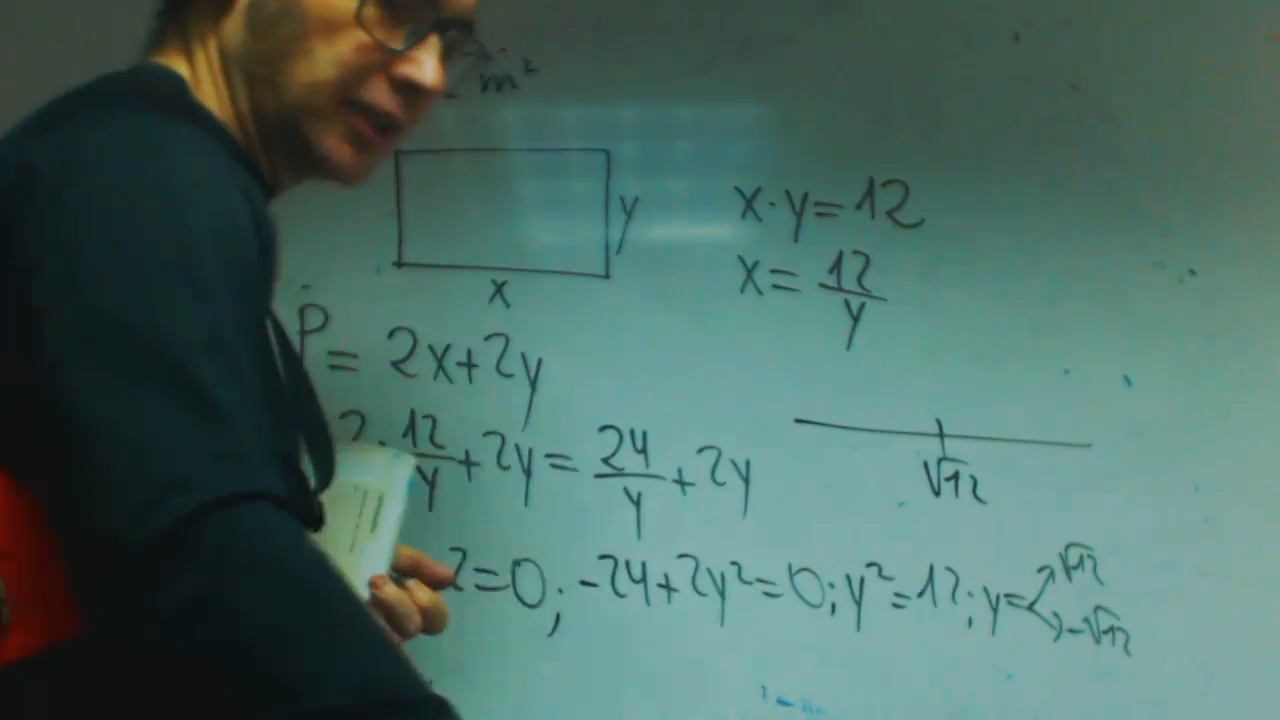 m²
y
x
x·y=12
x=12/y
P=2x+2y
2·12/y+2y=24/y+2y
√12
2=0; -24+2y²=0; y²=12; y= √12
-√12